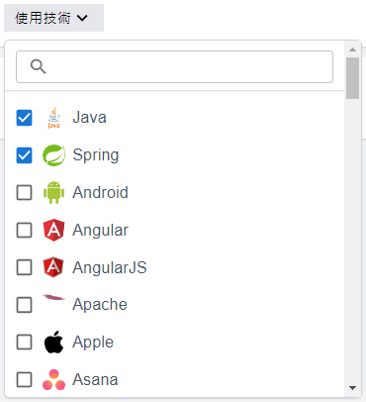 使用技術
Java
Spring
Android
Angular
AngularJS
Apache
Apple
Asana